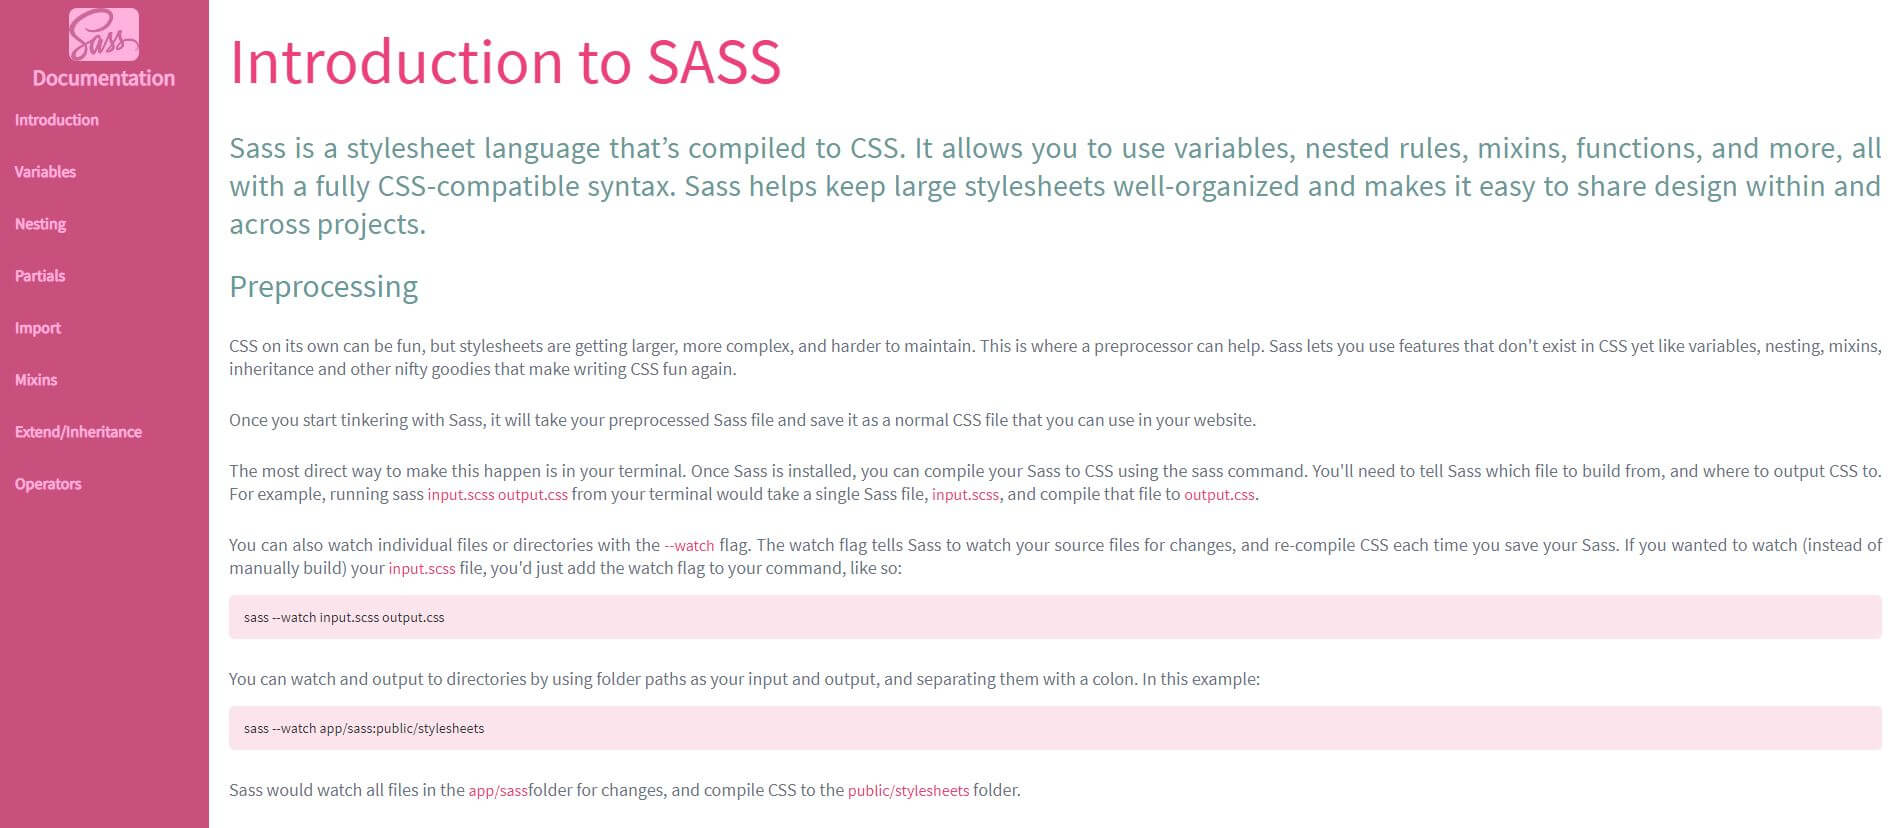 Sass
Documentation
Introduction
Variables
Nesting
Partials
Import
Mixins
Extend/Inheritance
Operators
Introduction to SASS
Sass is a stylesheet language that’s compiled to CSS. It allows you to use variables, nested rules, mixins, functions, and more, all
with a fully CSS-compatible syntax. Sass helps keep large stylesheets well-organized and makes it easy to share design within and
across projects.
Preprocessing
CSS on its own can be fun, but stylesheets are getting larger, more complex, and harder to maintain. This is where a preprocessor can help. Sass lets you use features that don't exist in CSS yet like variables, nesting, mixins,
inheritance and other nifty goodies that make writing CSS fun again.
Once you start tinkering with Sass, it will take your preprocessed Sass file and save it as a normal CSS file that you can use in your website.
The most direct way to make this happen is in your terminal. Once Sass is installed, you can compile your Sass to CSS using the sass command. You'll need to tell Sass which file to build from, and where to output CSS to.
For example, running sass input.scss output.css from your terminal would take a single Sass file, input.scss, and compile that file to output.css.
You can also watch individual files or directories with the --watch flag. The watch flag tells Sass to watch your source files for changes, and re-compile CSS each time you save your Sass. If you wanted to watch (instead of
manually build) your input.scss file, you'd just add the watch flag to your command, like so:
sass --watch input.scss output.css
You can watch and output to directories by using folder paths as your input and output, and separating them with a colon. In this example:
sass --watch app/sass:public/stylesheets
Sass would watch all files in the app/sassfolder for changes, and compile CSS to the public/stylesheets folder.